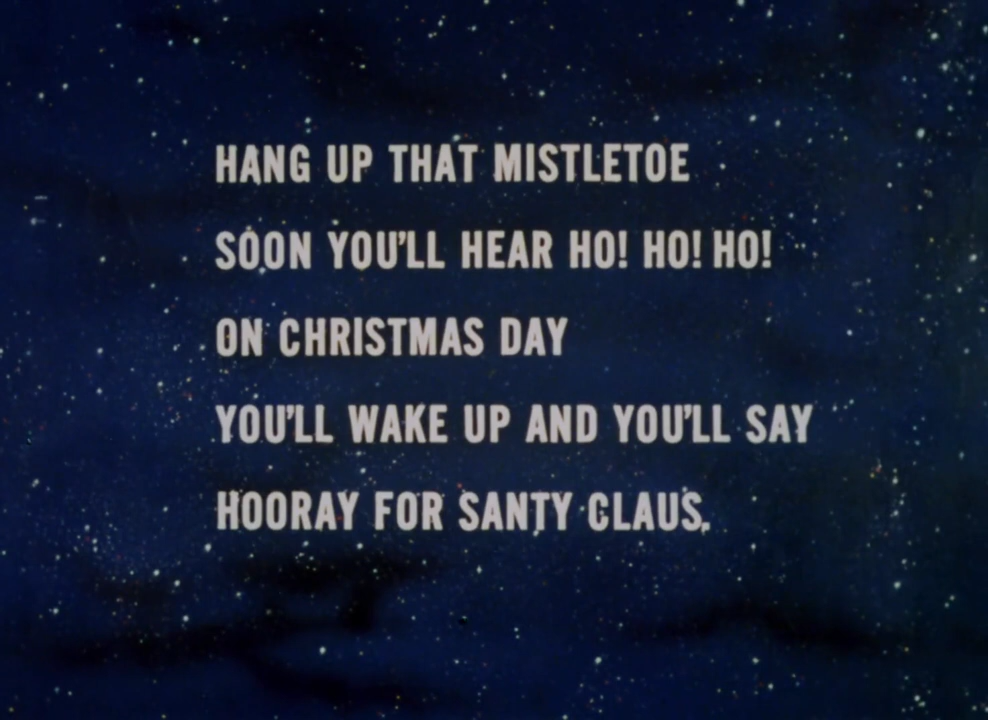 HANG UP THAT MISTLETOE
SOON YOU'LL HEAR HO! HO! HO!
ON CHRISTMAS DAY
YOU'LL WAKE UP AND YOU'LL SAY
HOORAY FOR SANTY CLAUS,